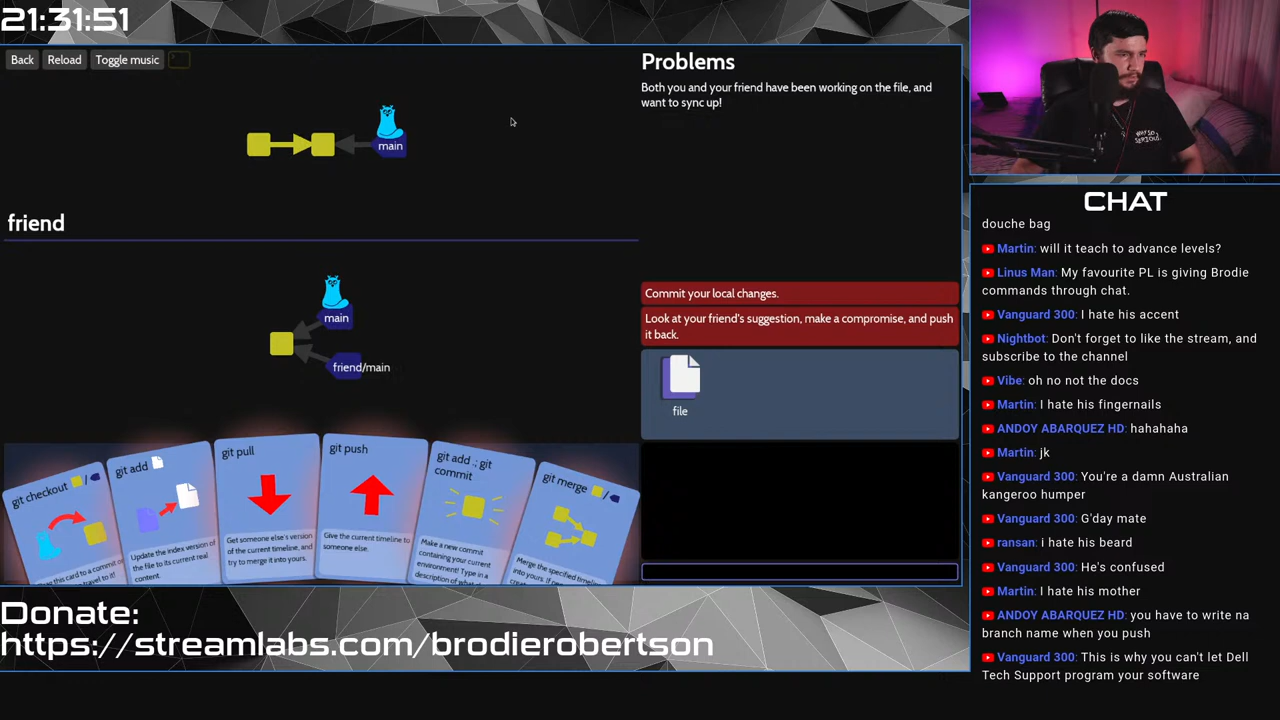 21:31:51
Back Reload Toggle music
main
friend
main
friend/main
git checkout
git add
Update the index version of
the file to its current real
content.
git pull
Get someone else's version
of the current timeline, and
try to merge it into yours.
git push
Give the current timeline to
someone else.
git add .; git
commit
Make a new commit
containing your current
environment! Type in a
git merge
Problems
Both you and your friend have been working on the file, and
want to sync up!
Commit your local changes.
Look at your friend's suggestion, make a compromise, and push
it back.
file
Donate:
https://streamlabs.com/brodierobertson
CHAT
douche bag
Martin: will it teach to advance levels?
Linus Man: My favourite PL is giving Brodie
commands through chat.
Vanguard 300: I hate his accent
Nightbot: Don't forget to like the stream, and
subscribe to the channel
Vibe: oh no not the docs
Martin: I hate his fingernails
ANDOY ABARQUEZ HD: hahahaha
Martin: jk
Vanguard 300: You're a damn Australian
kangeroo humper
Vanguard 300: G'day mate
ransan: i hate his beard
Vanguard 300: He's confused
Martin: I hate his mother
ANDOY ABARQUEZ HD: you have to write na
branch name when you push
Vanguard 300: This is why you can't let Dell
Tech Support program your software